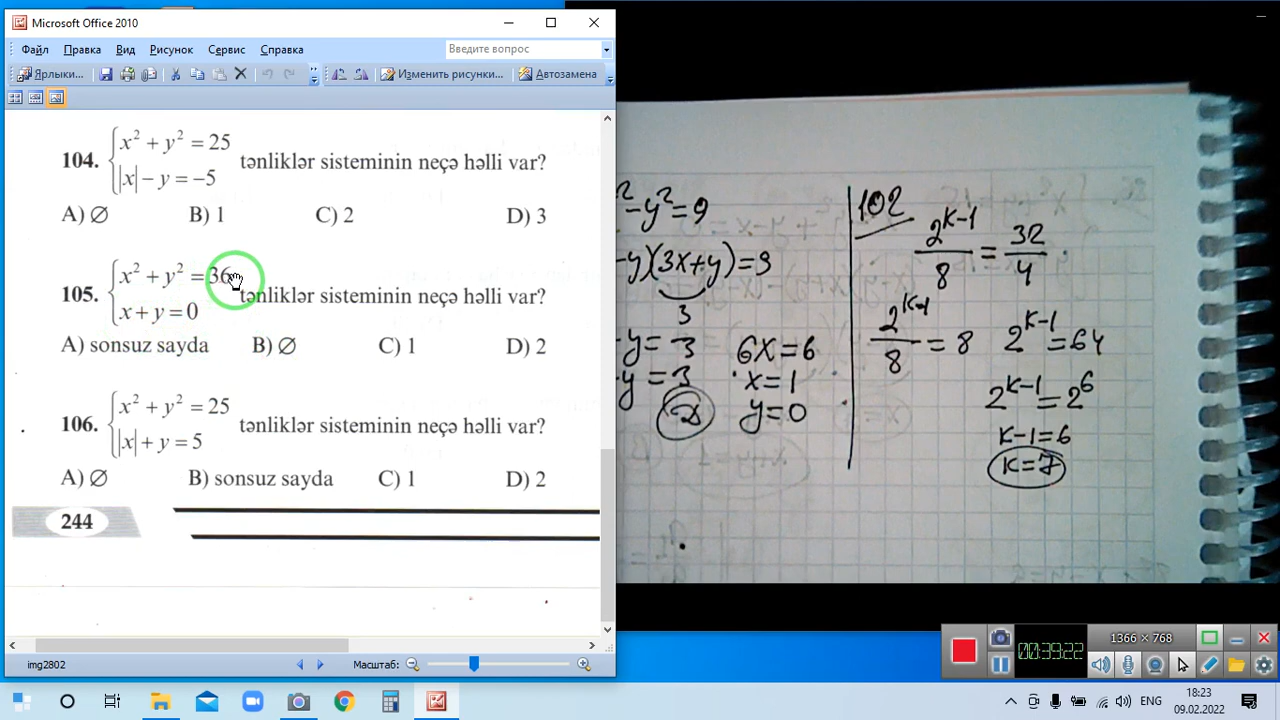 Microsoft Office 2010
Файл Правка Вид Рисунок Сервис Справка
Введите вопрос
Ярлыки... Изменить рисунки... Автозамена
104. { x² + y² = 25
|x| − y = −5 tənliklər sisteminin neçə həlli var?
A) ∅ B) 1 C) 2 D) 3
105. { x² + y² = 36
x + y = 0 tənliklər sisteminin neçə həlli var?
A) sonsuz sayda B) ∅ C) 1 D) 2
106. { x² + y² = 25
|x| + y = 5 tənliklər sisteminin neçə həlli var?
A) ∅ B) sonsuz sayda C) 1 D) 2
244
img2802
Масштаб:
−y²=9
−y)(3x+y)=9
3
y = 3
y = 3
6x=6
x=1
y=0
102
2^(k-1)/8 = 32/4
2^(k-1)/8 = 8 2^(k-1)=64
2^(k-1)=2^6
k-1=6
k=7
1366 × 768
00:39:22
ENG
18:23
09.02.2022